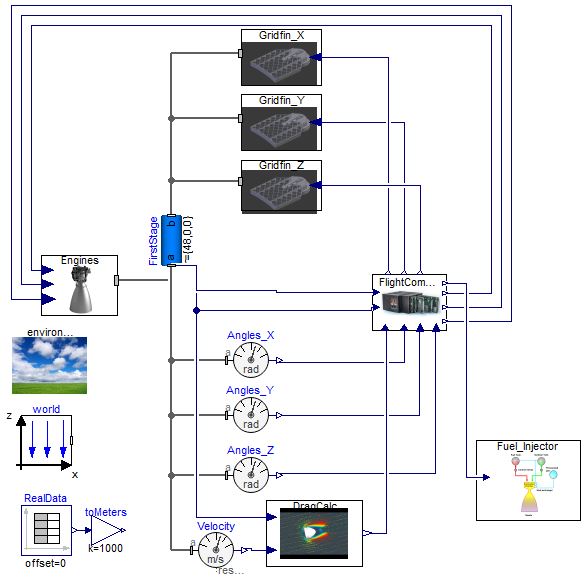 Gridfin_X
Gridfin_Y
Gridfin_Z
FirstStage
b
a
r={48,0,0}
Engines
FlightCom...
environ...
Angles_X
a
rad
Angles_Y
a
rad
world
z
x
Angles_Z
a
rad
Fuel_Injector
RealData
offset=0
toMeters
k=1000
Velocity
a
m/s
res...
DragCalc